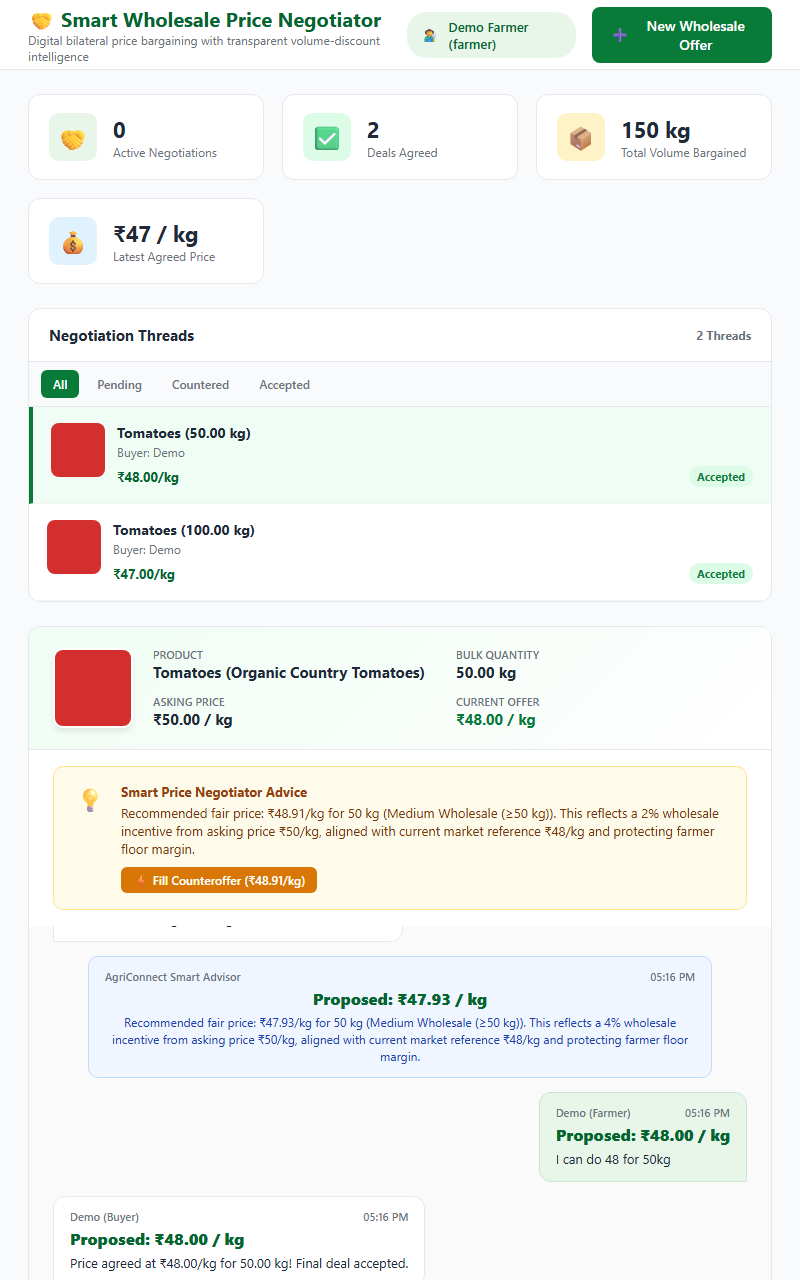 Smart Wholesale Price Negotiator
Digital bilateral price bargaining with transparent volume-discount
intelligence
Demo Farmer
(farmer)
New Wholesale
Offer
0
Active Negotiations
2
Deals Agreed
150 kg
Total Volume Bargained
₹47 / kg
Latest Agreed Price
Negotiation Threads
2 Threads
All
Pending
Countered
Accepted
Tomatoes (50.00 kg)
Buyer: Demo
₹48.00/kg
Accepted
Tomatoes (100.00 kg)
Buyer: Demo
₹47.00/kg
Accepted
PRODUCT
Tomatoes (Organic Country Tomatoes)
BULK QUANTITY
50.00 kg
ASKING PRICE
₹50.00 / kg
CURRENT OFFER
₹48.00 / kg
Smart Price Negotiator Advice
Recommended fair price: ₹48.91/kg for 50 kg (Medium Wholesale (≥50 kg)). This reflects a 2% wholesale
incentive from asking price ₹50/kg, aligned with current market reference ₹48/kg and protecting farmer
floor margin.
Fill Counteroffer (₹48.91/kg)
AgriConnect Smart Advisor
05:16 PM
Proposed: ₹47.93 / kg
Recommended fair price: ₹47.93/kg for 50 kg (Medium Wholesale (≥50 kg)). This reflects a 4% wholesale
incentive from asking price ₹50/kg, aligned with current market reference ₹48/kg and protecting farmer floor
margin.
Demo (Farmer)
05:16 PM
Proposed: ₹48.00 / kg
I can do 48 for 50kg
Demo (Buyer)
05:16 PM
Proposed: ₹48.00 / kg
Price agreed at ₹48.00/kg for 50.00 kg! Final deal accepted.